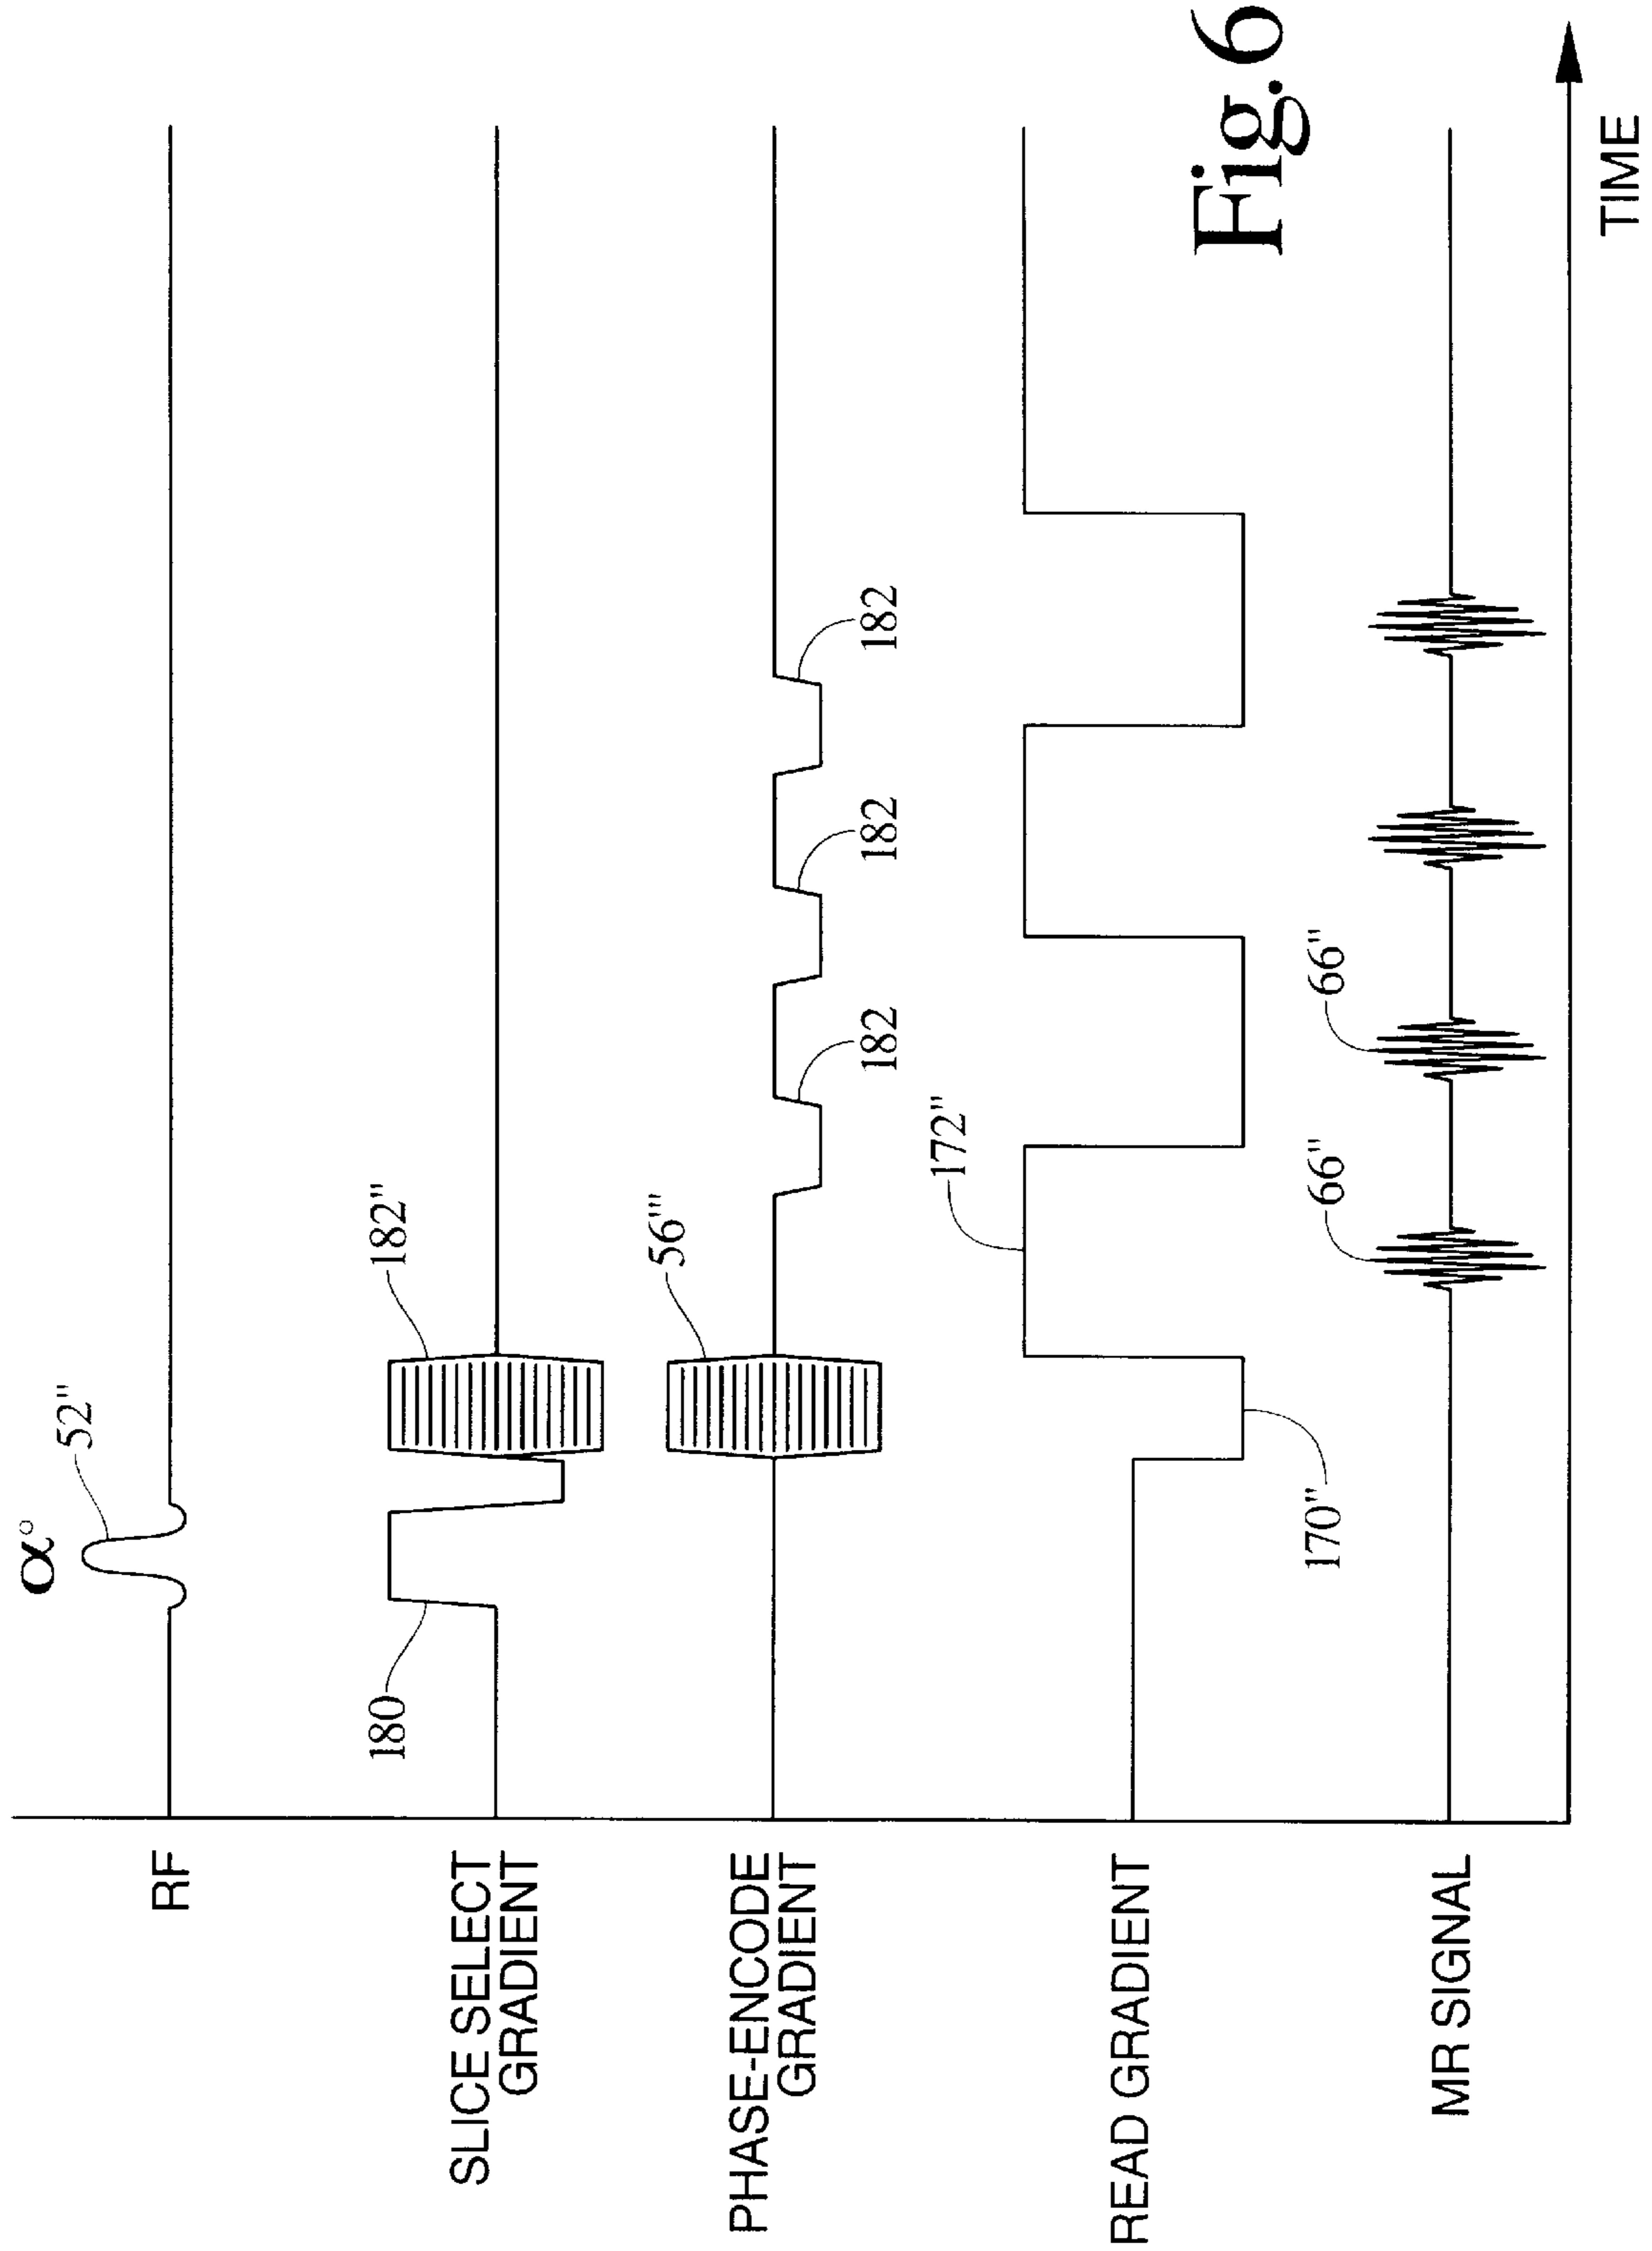 α°
52"
RF
180
182"
SLICE SELECT
GRADIENT
56'"
182
182
182
PHASE-ENCODE
GRADIENT
172"
170"
READ GRADIENT
66"
66"
MR SIGNAL
TIME
Fig.6